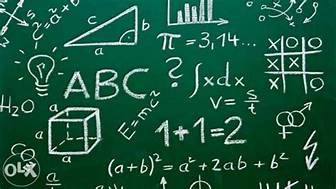 c
b
a
π = 3,14...
x o x
o x o
x o
ABC
?
∫xdx
v = s/t
H₂O
a
a
a
E=mc²
1+1=2
(a+b)²=a²+2ab+b²
OLX